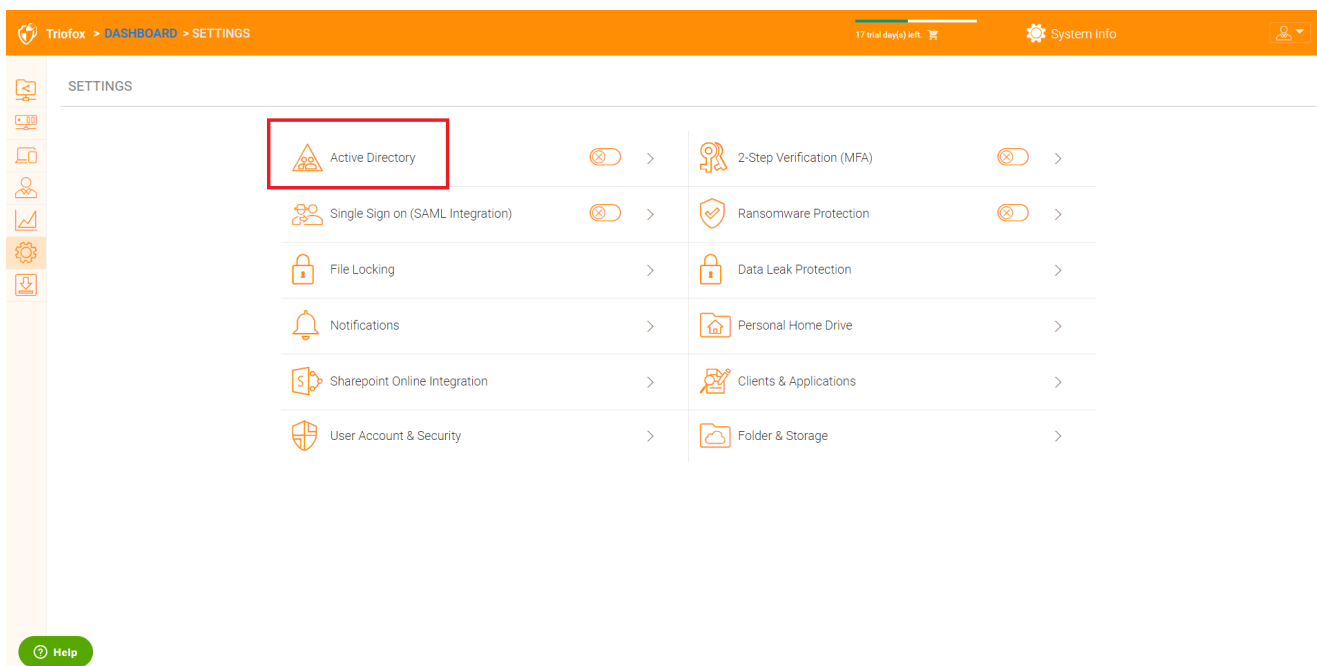 Triofox > DASHBOARD > SETTINGS
17 trial day(s) left
System Info
SETTINGS
Active Directory
2-Step Verification (MFA)
Single Sign on (SAML Integration)
Ransomware Protection
File Locking
Data Leak Protection
Notifications
Personal Home Drive
Sharepoint Online Integration
Clients & Applications
User Account & Security
Folder & Storage
Help